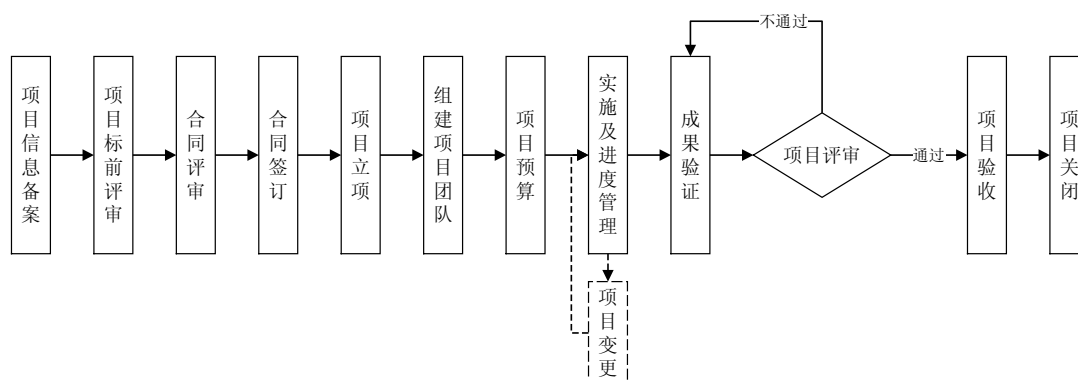 不通过
项目信息备案
项目标前评审
合同评审
合同签订
项目立项
组建项目团队
项目预算
实施及进度管理
成果验证
项目评审
通过
项目验收
项目关闭
项目变更